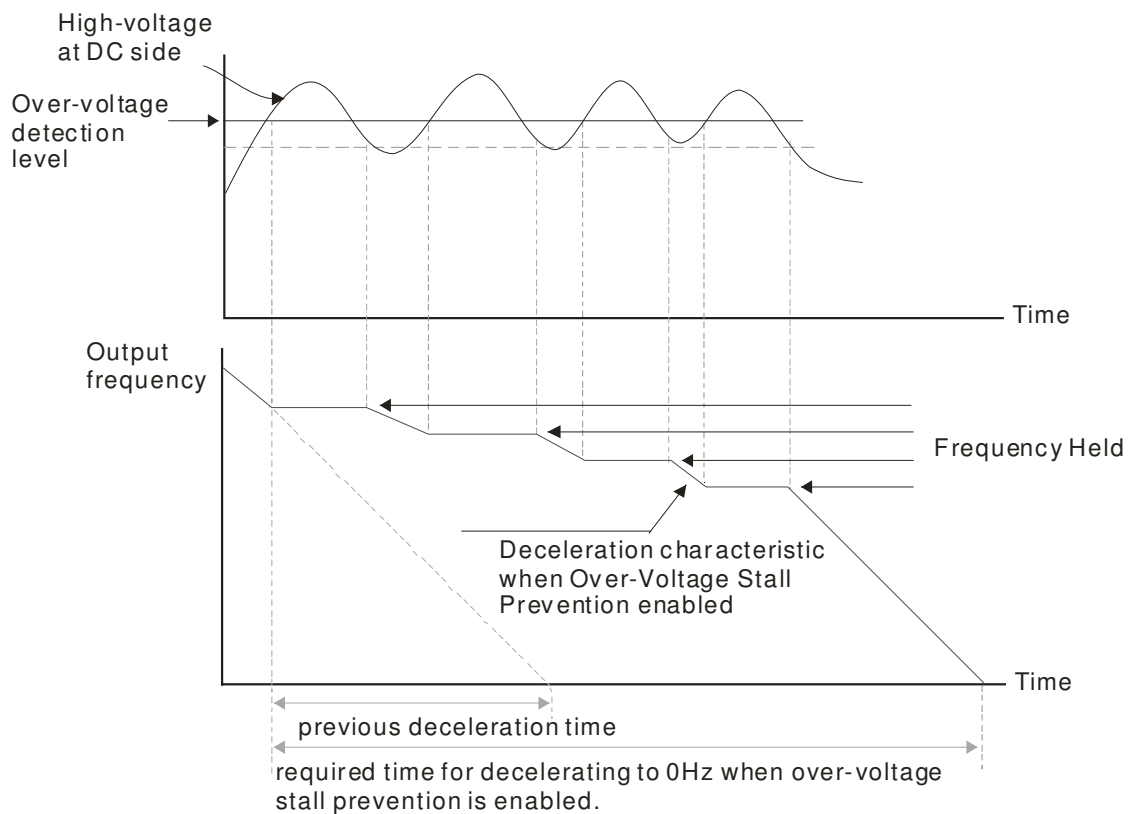 High-voltage
at DC side
Over-voltage
detection
level
Time
Output
frequency
Frequency Held
Deceleration characteristic
when Over-Voltage Stall
Prevention enabled
Time
previous deceleration time
required time for decelerating to 0Hz when over-voltage
stall prevention is enabled.